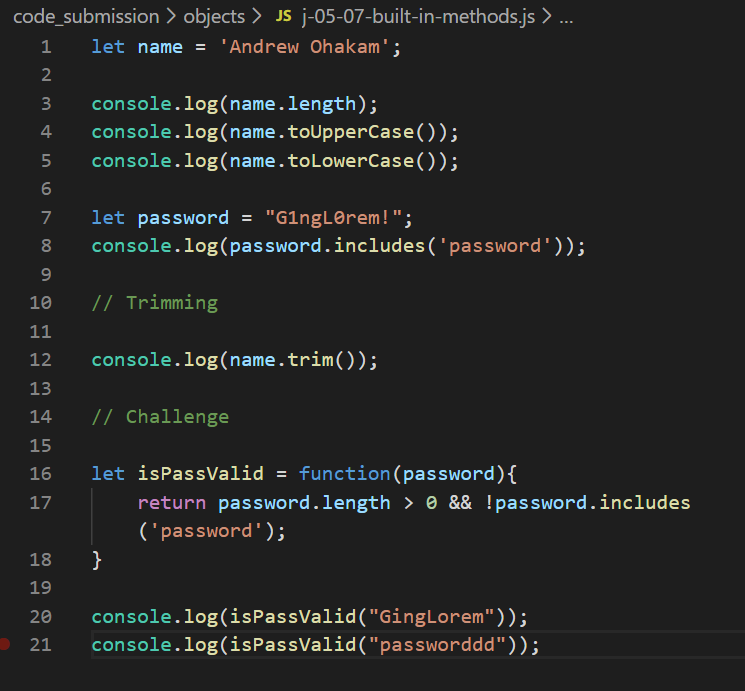 code_submission > objects > JS j-05-07-built-in-methods.js > ...
1 let name = 'Andrew Ohakam';
2
3 console.log(name.length);
4 console.log(name.toUpperCase());
5 console.log(name.toLowerCase());
6
7 let password = "G1ngL0rem!";
8 console.log(password.includes('password'));
9
10 // Trimming
11
12 console.log(name.trim());
13
14 // Challenge
15
16 let isPassValid = function(password){
17 return password.length > 0 && !password.includes
('password');
18 }
19
20 console.log(isPassValid("GingLorem"));
21 console.log(isPassValid("passworddd"));